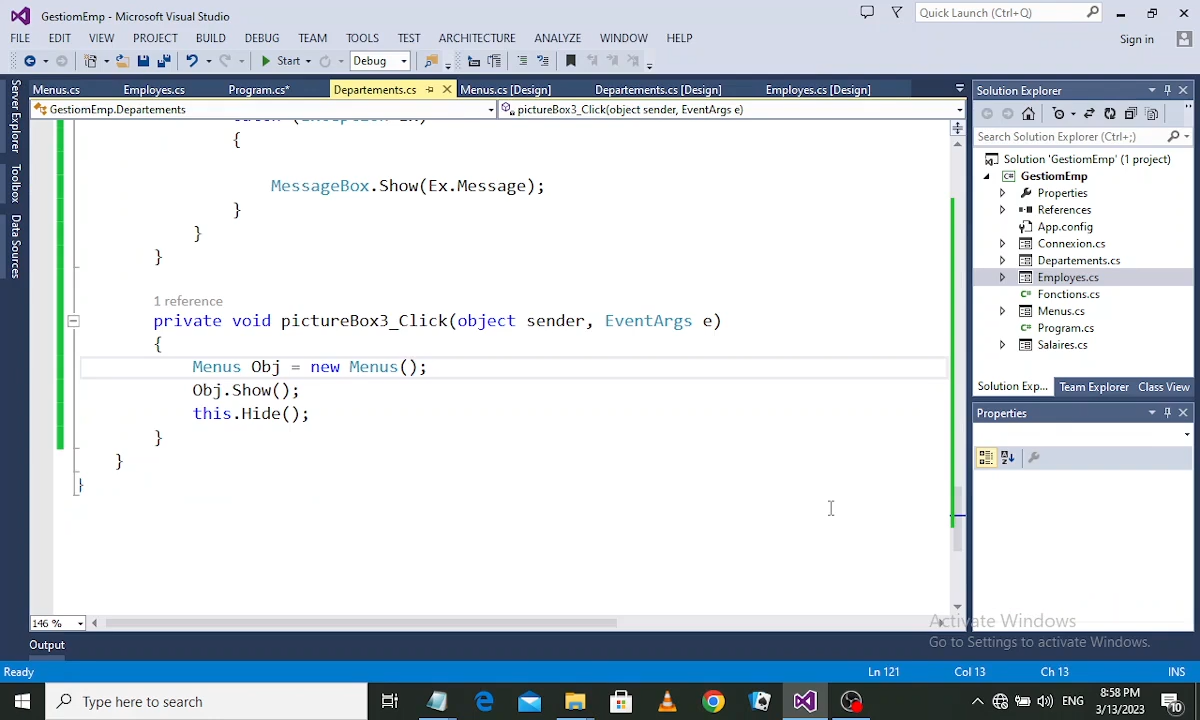 GestiomEmp - Microsoft Visual Studio
Quick Launch (Ctrl+Q)
FILE EDIT VIEW PROJECT BUILD DEBUG TEAM TOOLS TEST ARCHITECTURE ANALYZE WINDOW HELP
Sign in
Start Debug
Menus.cs Employes.cs Program.cs* Departements.cs Menus.cs [Design] Departements.cs [Design] Employes.cs [Design]
GestiomEmp.Departements pictureBox3_Click(object sender, EventArgs e)
Server Explorer
Toolbox
Data Sources
{
MessageBox.Show(Ex.Message);
}
}
}
1 reference
private void pictureBox3_Click(object sender, EventArgs e)
{
Menus Obj = new Menus();
Obj.Show();
this.Hide();
}
}
}
146 %
Output
Solution Explorer
Search Solution Explorer (Ctrl+;)
Solution 'GestiomEmp' (1 project)
GestiomEmp
Properties
References
App.config
Connexion.cs
Departements.cs
Employes.cs
Fonctions.cs
Menus.cs
Program.cs
Salaires.cs
Solution Exp... Team Explorer Class View
Properties
Activate Windows
Go to Settings to activate Windows.
Ready Ln 121 Col 13 Ch 13 INS
Type here to search
ENG
8:58 PM
3/13/2023
10